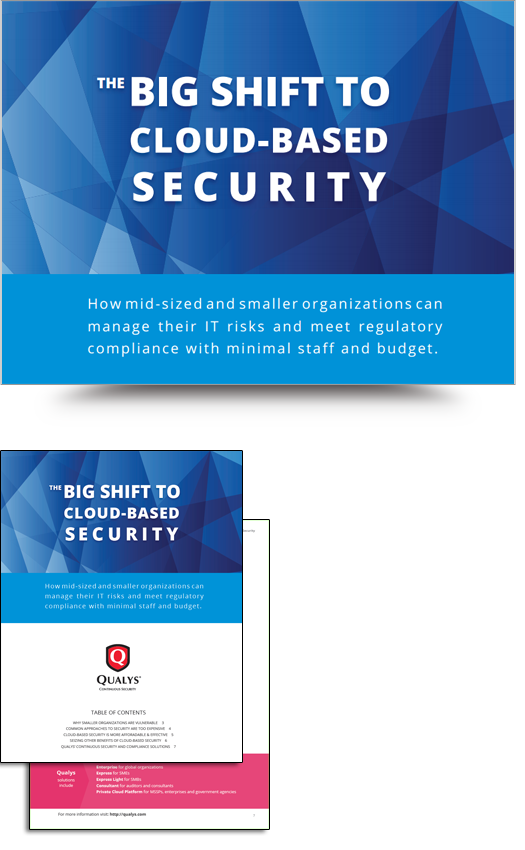 THE BIG SHIFT TO
CLOUD-BASED
SECURITY
How mid-sized and smaller organizations can
manage their IT risks and meet regulatory
compliance with minimal staff and budget.
THE BIG SHIFT TO
CLOUD-BASED
SECURITY
How mid-sized and smaller organizations can
manage their IT risks and meet regulatory
compliance with minimal staff and budget.
Q
QUALYS®
CONTINUOUS SECURITY
TABLE OF CONTENTS
WHY SMALLER ORGANIZATIONS ARE VULNERABLE 3
COMMON APPROACHES TO SECURITY ARE TOO EXPENSIVE 4
CLOUD-BASED SECURITY IS MORE AFFORDABLE & EFFECTIVE 5
SEEING OTHER BENEFITS OF CLOUD-BASED SECURITY 6
QUALYS' CONTINUOUS SECURITY AND COMPLIANCE SOLUTIONS 7
Qualys
solutions
include
Enterprise for global organizations
Express for SMEs
Express Light for SMBs
Consultant for auditors and consultants
Private Cloud Platform for MSSPs, enterprises and government agencies
For more information visit: http://qualys.com